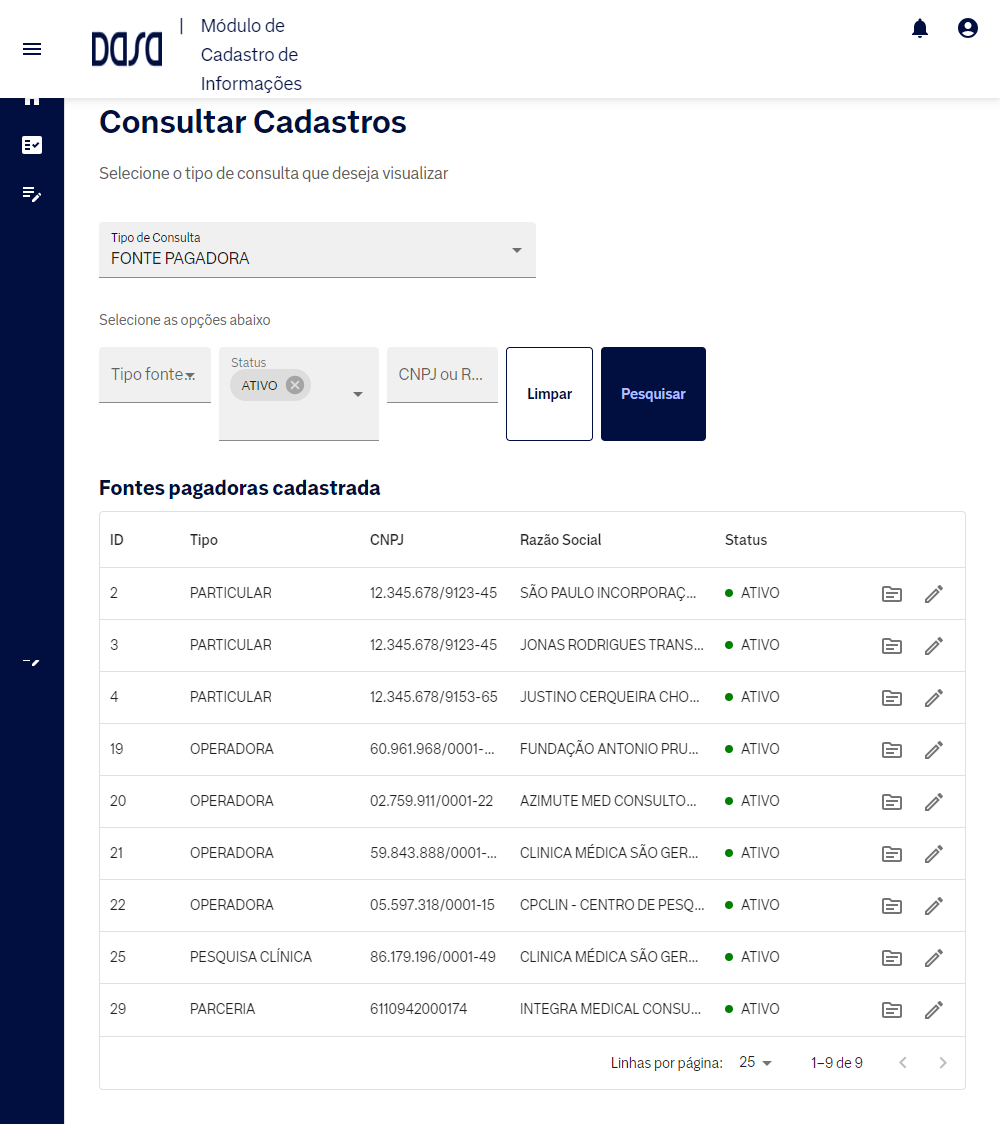 DASA
|
Módulo de
Cadastro de
Informações
Consultar Cadastros
Selecione o tipo de consulta que deseja visualizar
Tipo de Consulta
FONTE PAGADORA
Selecione as opções abaixo
Tipo fonte...
Status
ATIVO
CNPJ ou R...
Limpar
Pesquisar
Fontes pagadoras cadastrada
ID Tipo CNPJ Razão Social Status
2 PARTICULAR 12.345.678/9123-45 SÃO PAULO INCORPORAÇ... ATIVO
3 PARTICULAR 12.345.678/9123-45 JONAS RODRIGUES TRANS... ATIVO
4 PARTICULAR 12.345.678/9153-65 JUSTINO CERQUEIRA CHO... ATIVO
19 OPERADORA 60.961.968/0001-... FUNDAÇÃO ANTONIO PRU... ATIVO
20 OPERADORA 02.759.911/0001-22 AZIMUTE MED CONSULTO... ATIVO
21 OPERADORA 59.843.888/0001-... CLINICA MÉDICA SÃO GER... ATIVO
22 OPERADORA 05.597.318/0001-15 CPCLIN - CENTRO DE PESQ... ATIVO
25 PESQUISA CLÍNICA 86.179.196/0001-49 CLINICA MÉDICA SÃO GER... ATIVO
29 PARCERIA 6110942000174 INTEGRA MEDICAL CONSU... ATIVO
Linhas por página: 25 1–9 de 9